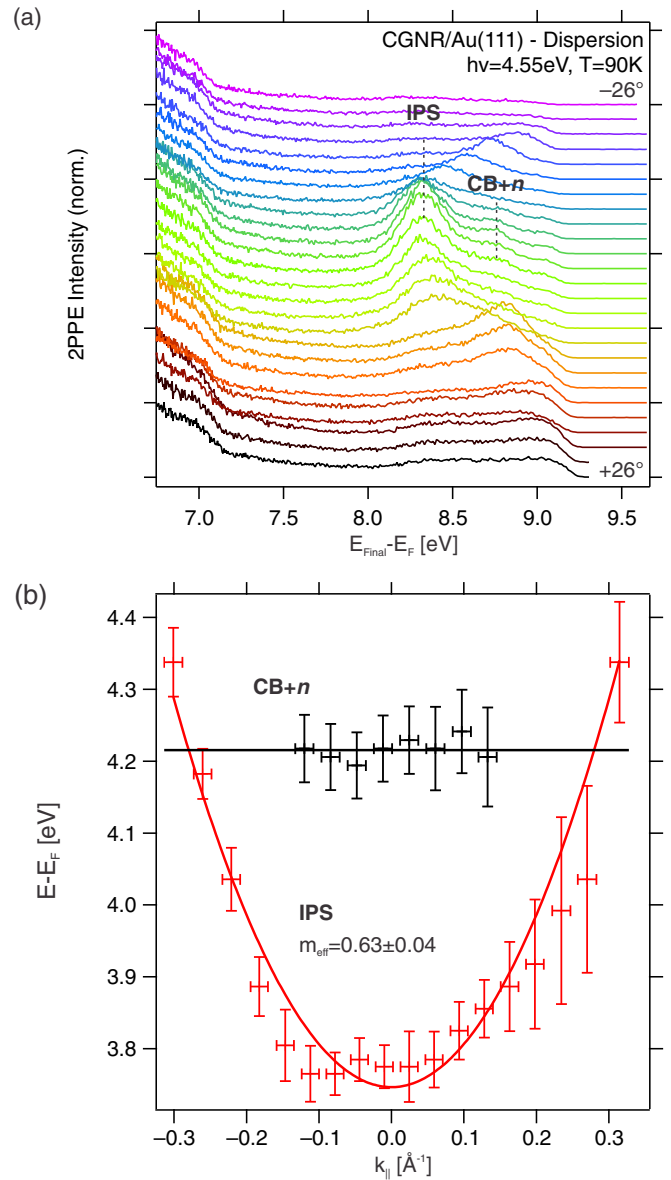 (a)
CGNR/Au(111) - Dispersion
hν=4.55eV, T=90K
−26°
IPS
CB+n
2PPE Intensity (norm.)
+26°
7.0 7.5 8.0 8.5 9.0 9.5
E_Final-E_F [eV]
(b)
4.4
CB+n
4.3
4.2
4.1
E-E_F [eV]
4.0
IPS
m_eff=0.63±0.04
3.9
3.8
−0.3 −0.2 −0.1 0.0 0.1 0.2 0.3
k_|| [Å⁻¹]